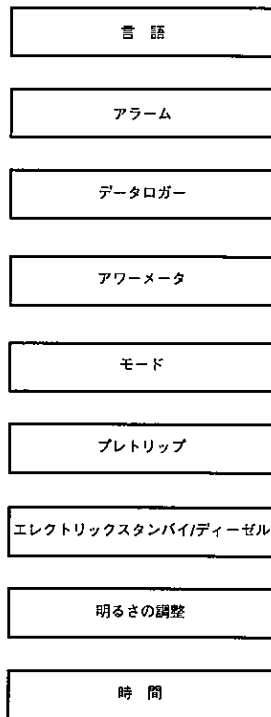 言 語
アラーム
データロガー
アワーメータ
モード
プレトリップ
エレクトリックスタンバイ/ディーゼル
明るさの調整
時 間